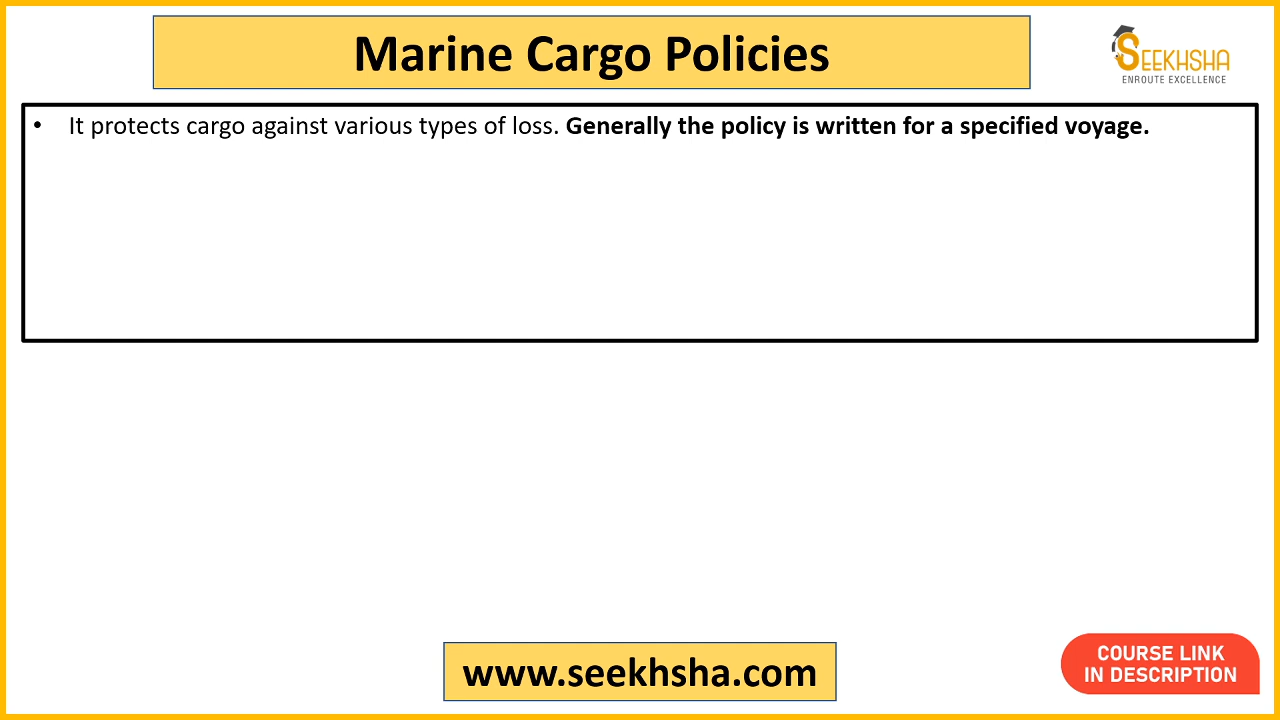 Marine Cargo Policies
SEEKHSHA
ENROUTE EXCELLENCE
• It protects cargo against various types of loss. Generally the policy is written for a specified voyage.
www.seekhsha.com
COURSE LINK
IN DESCRIPTION